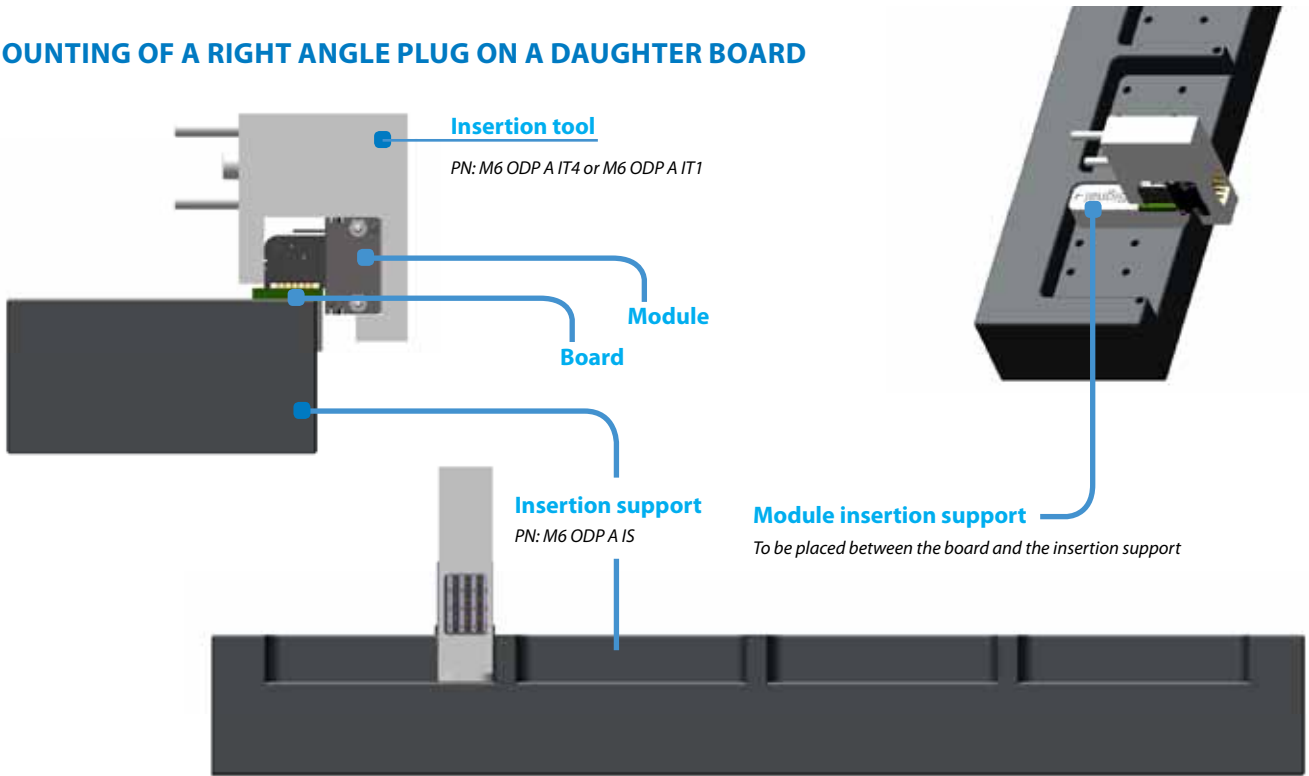 OUNTING OF A RIGHT ANGLE PLUG ON A DAUGHTER BOARD
Insertion tool
PN: M6 ODP A IT4 or M6 ODP A IT1
Module
Board
Insertion support
PN: M6 ODP A IS
Module insertion support
To be placed between the board and the insertion support